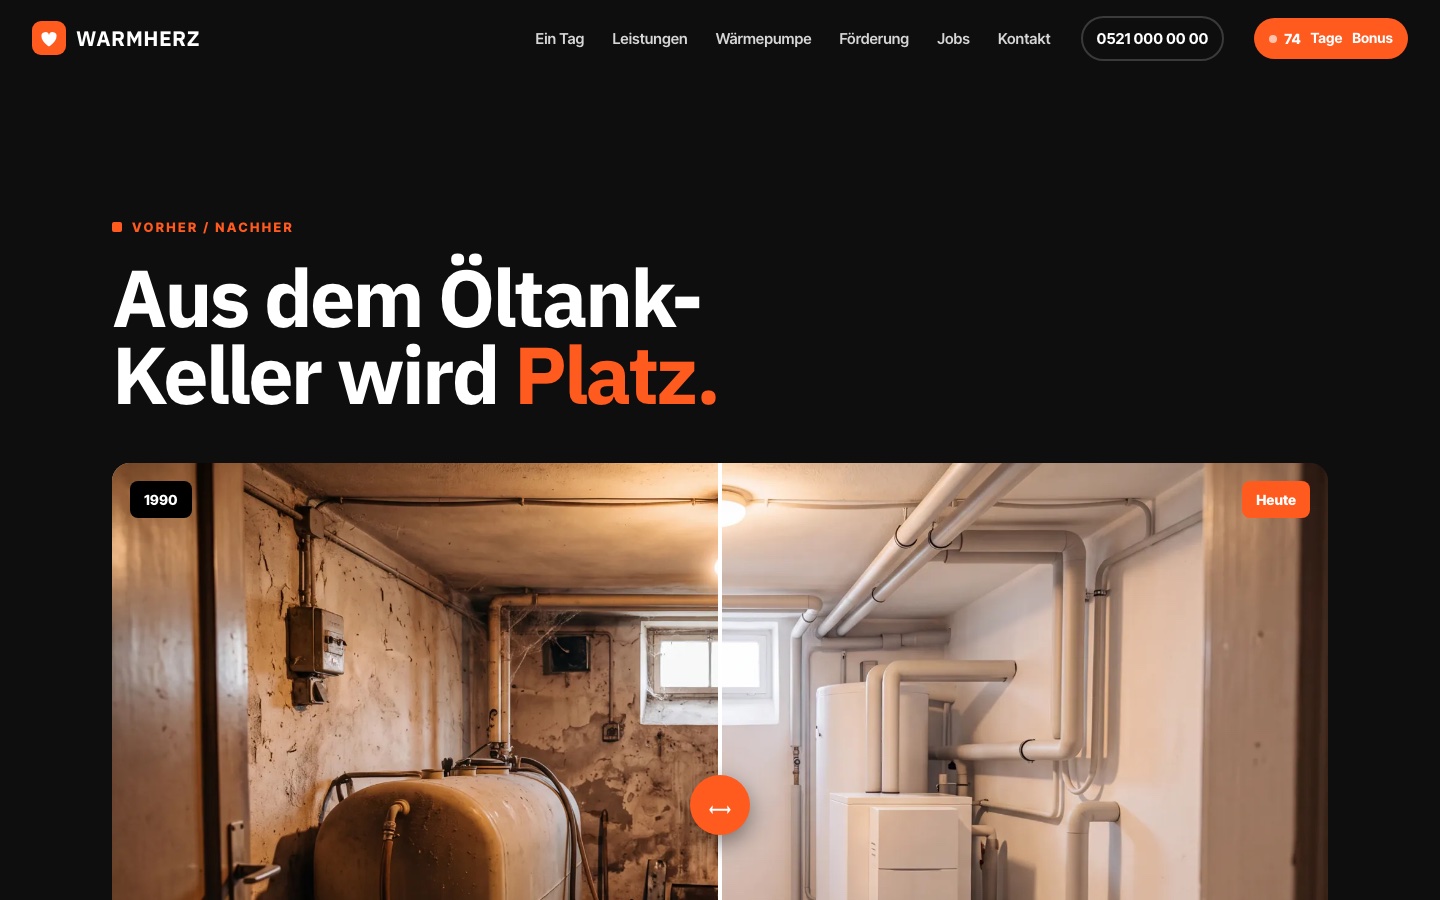 WARMHERZ
Ein Tag
Leistungen
Wärmepumpe
Förderung
Jobs
Kontakt
0521 000 00 00
74 Tage Bonus
VORHER / NACHHER
Aus dem Öltank-
Keller wird Platz.
1990
Heute